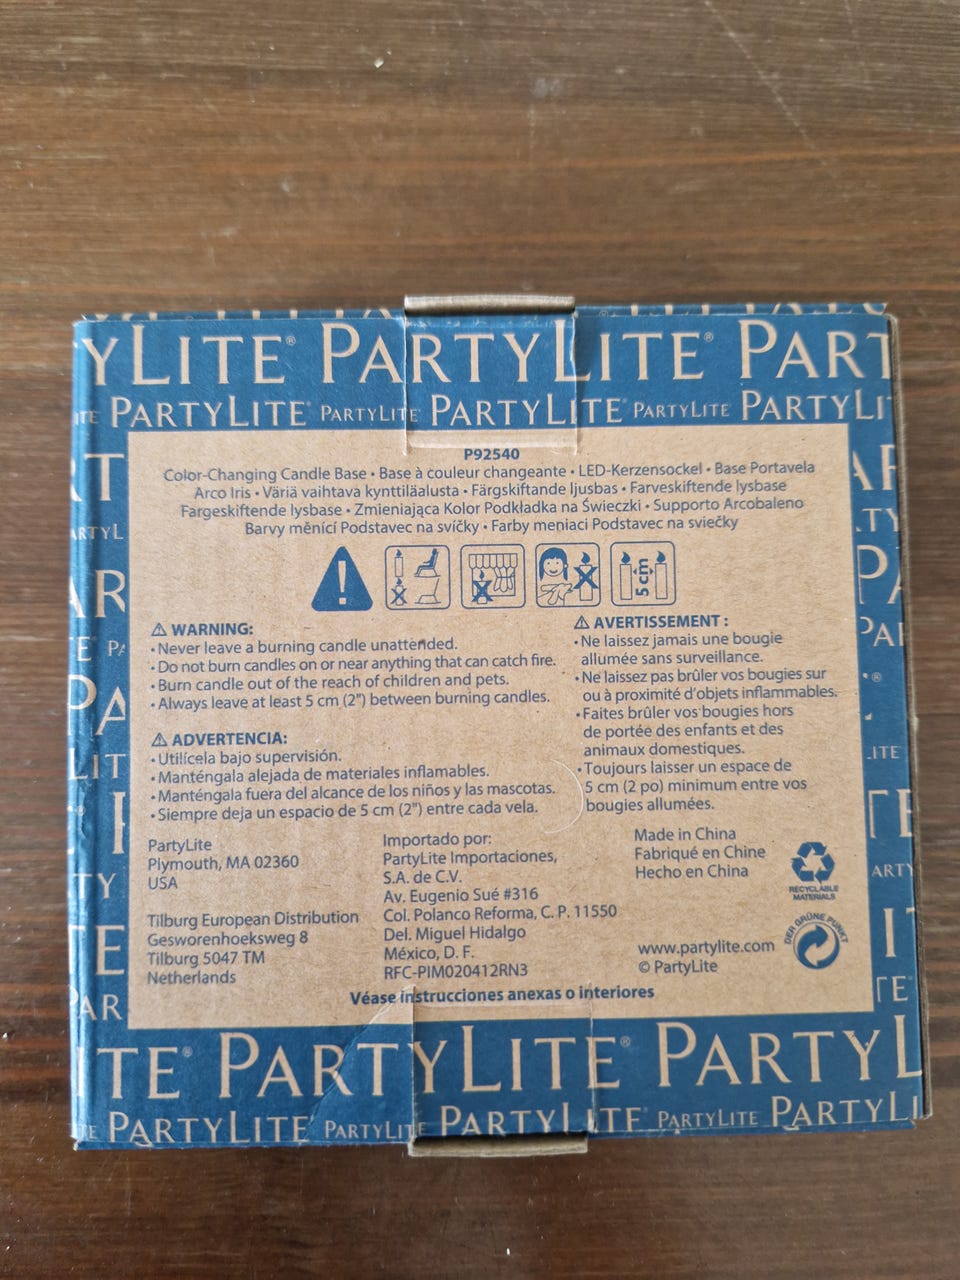 YLITE® PARTYLITE® PART
ITE PARTYLITE® PARTYLITE® PARTYLITE® PARTYLITE PARTYLI
P92540
Color-Changing Candle Base • Base à couleur changeante • LED-Kerzensockel • Base Portavela
Arco Iris • Väriä vaihtava kynttiläalusta • Färgskiftande ljusbas • Farveskiftende lysbase
Fargeskiftende lysbase • Zmieniająca Kolor Podkładka na Świeczki • Supporto Arcobaleno
Barvy měnící Podstavec na svíčky • Farby meniaci Podstavec na sviečky
5 cm
⚠ WARNING:
• Never leave a burning candle unattended.
• Do not burn candles on or near anything that can catch fire.
• Burn candle out of the reach of children and pets.
• Always leave at least 5 cm (2") between burning candles.
⚠ ADVERTENCIA:
• Utilícela bajo supervisión.
• Manténgala alejada de materiales inflamables.
• Manténgala fuera del alcance de los niños y las mascotas.
• Siempre deja un espacio de 5 cm (2") entre cada vela.
⚠ AVERTISSEMENT :
• Ne laissez jamais une bougie
allumée sans surveillance.
• Ne laissez pas brûler vos bougies sur
ou à proximité d'objets inflammables.
• Faites brûler vos bougies hors
de portée des enfants et des
animaux domestiques.
• Toujours laisser un espace de
5 cm (2 po) minimum entre vos
bougies allumées.
PartyLite
Plymouth, MA 02360
USA
Tilburg European Distribution
Gesworenhoeksweg 8
Tilburg 5047 TM
Netherlands
Importado por:
PartyLite Importaciones,
S.A. de C.V.
Av. Eugenio Sué #316
Col. Polanco Reforma, C. P. 11550
Del. Miguel Hidalgo
México, D. F.
RFC-PIM020412RN3
Made in China
Fabriqué en Chine
Hecho en China
RECYCLABLE
MATERIALS
DER GRÜNE PUNKT
www.partylite.com
© PartyLite
Véase instrucciones anexas o interiores
TE® PARTYLITE® PARTYL
TE PARTYLITE PARTYLITE PARTYLITE® PARTYLITE PARTYLI